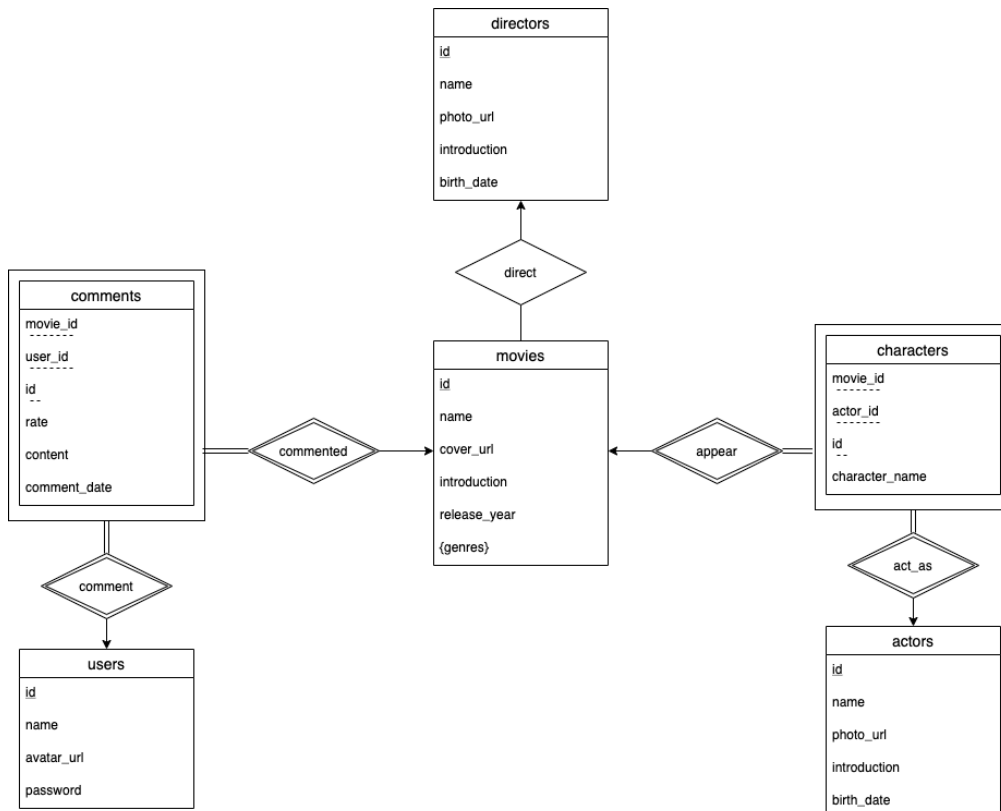 directors
id
name
photo_url
introduction
birth_date
direct
comments
movie_id
user_id
id
rate
content
comment_date
commented
movies
id
name
cover_url
introduction
release_year
{genres}
appear
characters
movie_id
actor_id
id
character_name
comment
act_as
users
id
name
avatar_url
password
actors
id
name
photo_url
introduction
birth_date